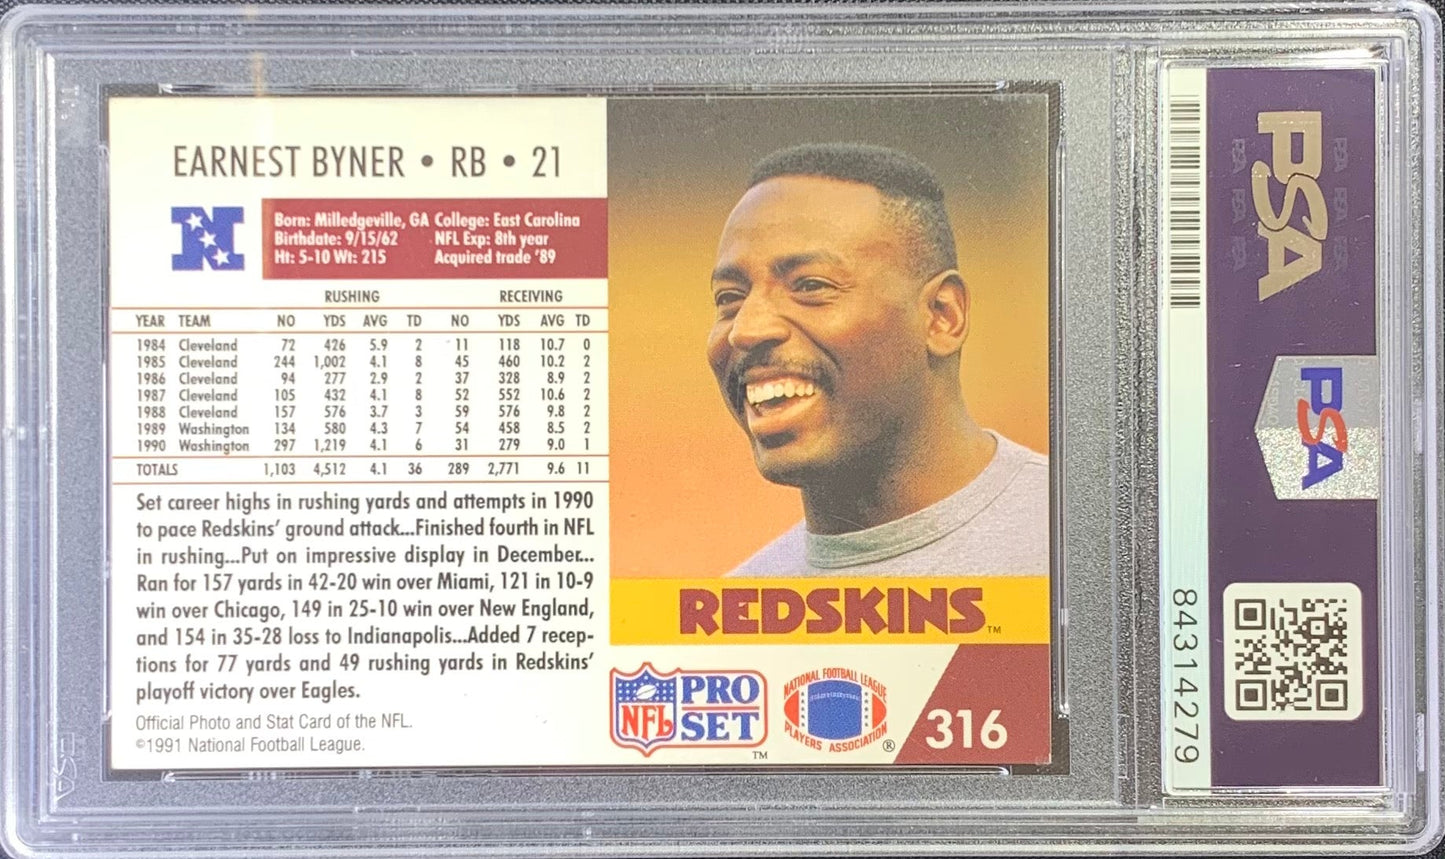 EARNEST BYNER • RB • 21
N
Born: Milledgeville, GA College: East Carolina
Birthdate: 9/15/62 NFL Exp: 8th year
Ht: 5-10 Wt: 215 Acquired trade '89
RUSHING RECEIVING
YEAR TEAM NO YDS AVG TD NO YDS AVG TD
1984 Cleveland 72 426 5.9 2 11 118 10.7 0
1985 Cleveland 244 1,002 4.1 8 45 460 10.2 2
1986 Cleveland 94 277 2.9 2 37 328 8.9 2
1987 Cleveland 105 432 4.1 8 52 552 10.6 2
1988 Cleveland 157 576 3.7 3 59 576 9.8 2
1989 Washington 134 580 4.3 7 54 458 8.5 2
1990 Washington 297 1,219 4.1 6 31 279 9.0 1
TOTALS 1,103 4,512 4.1 36 289 2,771 9.6 11
Set career highs in rushing yards and attempts in 1990
to pace Redskins' ground attack...Finished fourth in NFL
in rushing...Put on impressive display in December...
Ran for 157 yards in 42-20 win over Miami, 121 in 10-9
win over Chicago, 149 in 25-10 win over New England,
and 154 in 35-28 loss to Indianapolis...Added 7 recep-
tions for 77 yards and 49 rushing yards in Redskins'
playoff victory over Eagles.
Official Photo and Stat Card of the NFL.
©1991 National Football League.
REDSKINS™
NFL PRO SET™
NATIONAL FOOTBALL LEAGUE
PLAYERS ASSOCIATION®
316
PSA
PSA
84314279